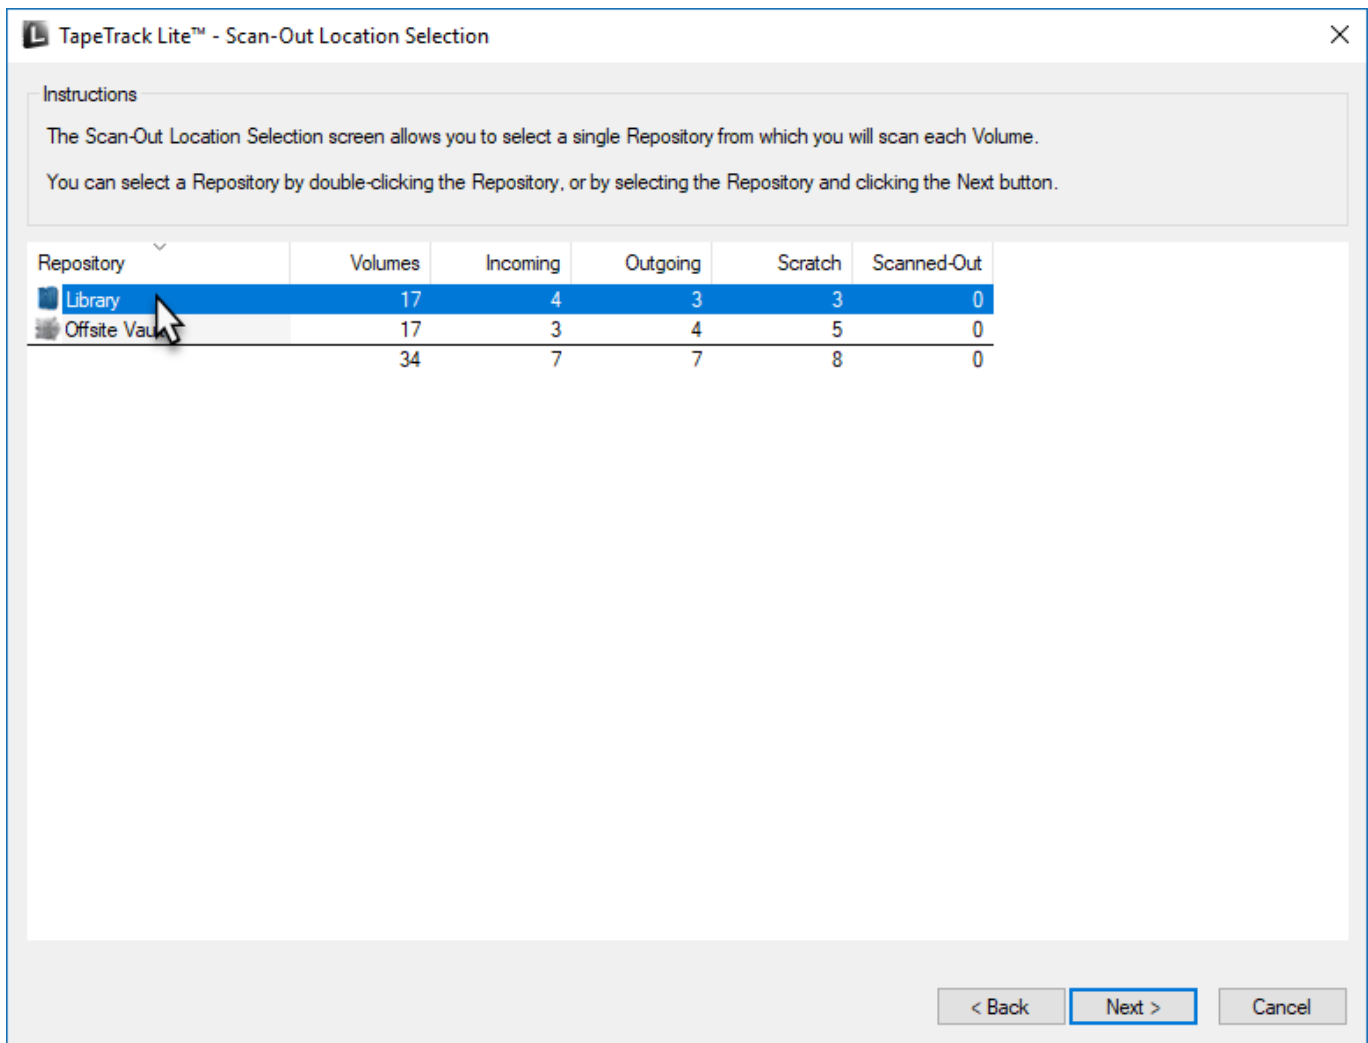 TapeTrack Lite™ - Scan-Out Location Selection
Instructions
The Scan-Out Location Selection screen allows you to select a single Repository from which you will scan each Volume.
You can select a Repository by double-clicking the Repository, or by selecting the Repository and clicking the Next button.
Repository Volumes Incoming Outgoing Scratch Scanned-Out
Library 17 4 3 3 0
Offsite 17 3 4 5 0
34 7 7 8 0
< Back Next > Cancel